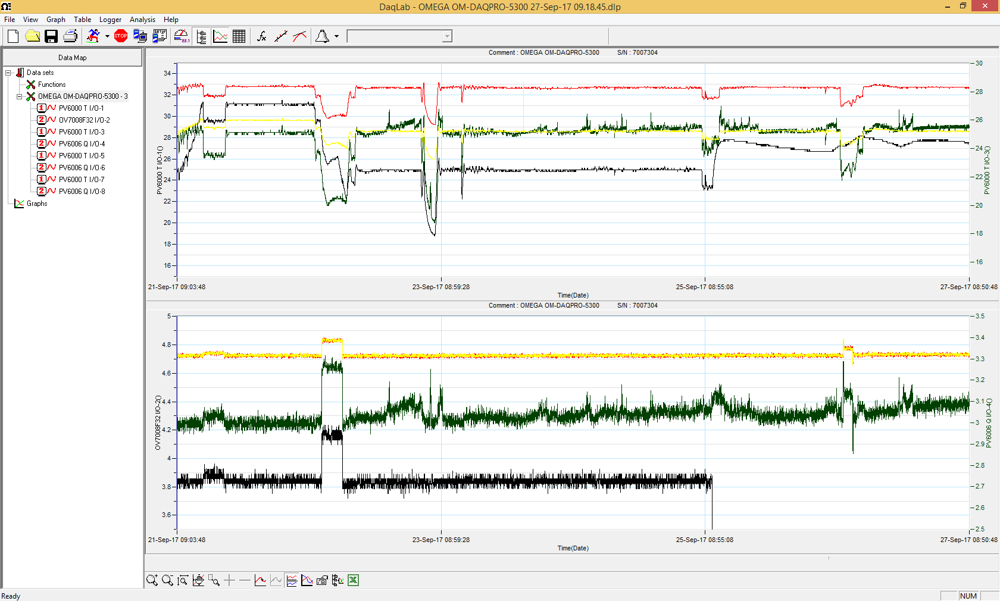 DaqLab - OMEGA OM-DAQPRO-5300 27-Sep-17 09.18.45.dlp
File View Graph Table Logger Analysis Help
STOP SETUP 22.1 fx
Data Map
Data sets
Functions
OMEGA OM-DAQPRO-5300 - 3
1 PV6000 T I/O-1
2 OV7008F32 I/O-2
1 PV6000 T I/O-3
2 PV6006 Q I/O-4
1 PV6000 T I/O-5
2 PV6006 Q I/O-6
1 PV6000 T I/O-7
2 PV6006 Q I/O-8
Graphs
Comment : OMEGA OM-DAQPRO-5300 S/N : 7007304
34
32
30
28
26
24
22
20
18
16
PV6000 T I/O-1()
30
28
26
24
22
20
18
16
PV6000 T I/O-3()
21-Sep-17 09:03:48 23-Sep-17 08:59:28 25-Sep-17 08:55:08 27-Sep-17 08:50:48
Time(Date)
Comment : OMEGA OM-DAQPRO-5300 S/N : 7007304
5
4.8
4.6
4.4
4.2
4
3.8
3.6
OV7008F32 I/O-2()
3.5
3.4
3.3
3.2
3.1
3
2.9
2.8
2.7
2.6
2.5
PV6006 Q I/O-4()
21-Sep-17 09:03:48 23-Sep-17 08:59:28 25-Sep-17 08:55:08 27-Sep-17 08:50:48
Time(Date)
Ready NUM